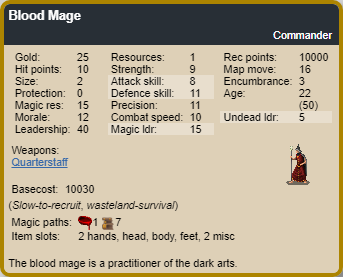 Blood Mage
Commander
Gold: 25 Resources: 1 Rec points: 10000
Hit points: 10 Strength: 9 Map move: 16
Size: 2 Attack skill: 8 Encumbrance: 3
Protection: 0 Defence skill: 11 Age: 22
Magic res: 15 Precision: 11 (50)
Morale: 12 Combat speed: 10 Undead ldr: 5
Leadership: 40 Magic ldr: 15
Weapons:
Quarterstaff
Basecost: 10030
(Slow-to-recruit, wasteland-survival)
Magic paths: 1 7
Item slots: 2 hands, head, body, feet, 2 misc
The blood mage is a practitioner of the dark arts.